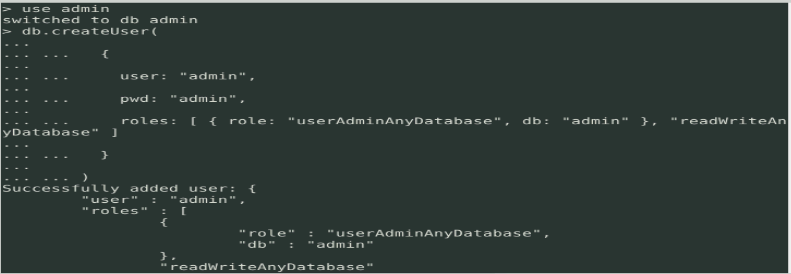 > use admin
switched to db admin
> db.createUser(
...
... ...    {
...
... ...      user: "admin",
...
... ...      pwd: "admin",
...
... ...      roles: [ { role: "userAdminAnyDatabase", db: "admin" }, "readWriteAn
yDatabase" ]
...
... ...    }
...
... ... )
Successfully added user: {
        "user" : "admin",
        "roles" : [
                {
                        "role" : "userAdminAnyDatabase",
                        "db" : "admin"
                },
                "readWriteAnyDatabase"